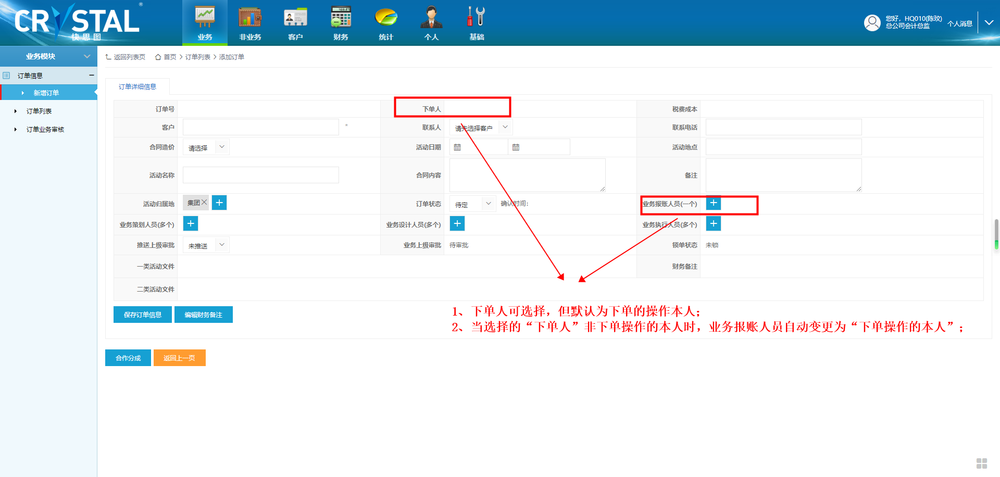 CRYSTAL®
快思图
业务 非业务 客户 财务 统计 个人 基础
您好，HQ010(陈玟)
总公司会计总监
个人消息
业务模块
订单信息
新增订单
订单列表
订单业务审核
返回列表页 首页 > 订单列表 > 添加订单
订单详细信息
订单号 下单人 税费成本
客户 * 联系人 请先选择客户 联系电话
合同造价 请选择 活动日期 活动地点
活动名称 合同内容 备注
活动归属地 集团 订单状态 待定 确认时间： 业务报账人员(一个)
业务策划人员(多个) 业务设计人员(多个) 业务执行人员(多个)
推送上级审批 未推送 业务上级审批 待审批 锁单状态 未锁
一类活动文件 财务备注
二类活动文件
保存订单信息 编辑财务备注
1、下单人可选择，但默认为下单的操作本人；
2、当选择的“下单人”非下单操作的本人时，业务报账人员自动变更为“下单操作的本人”；
合作分成 返回上一页